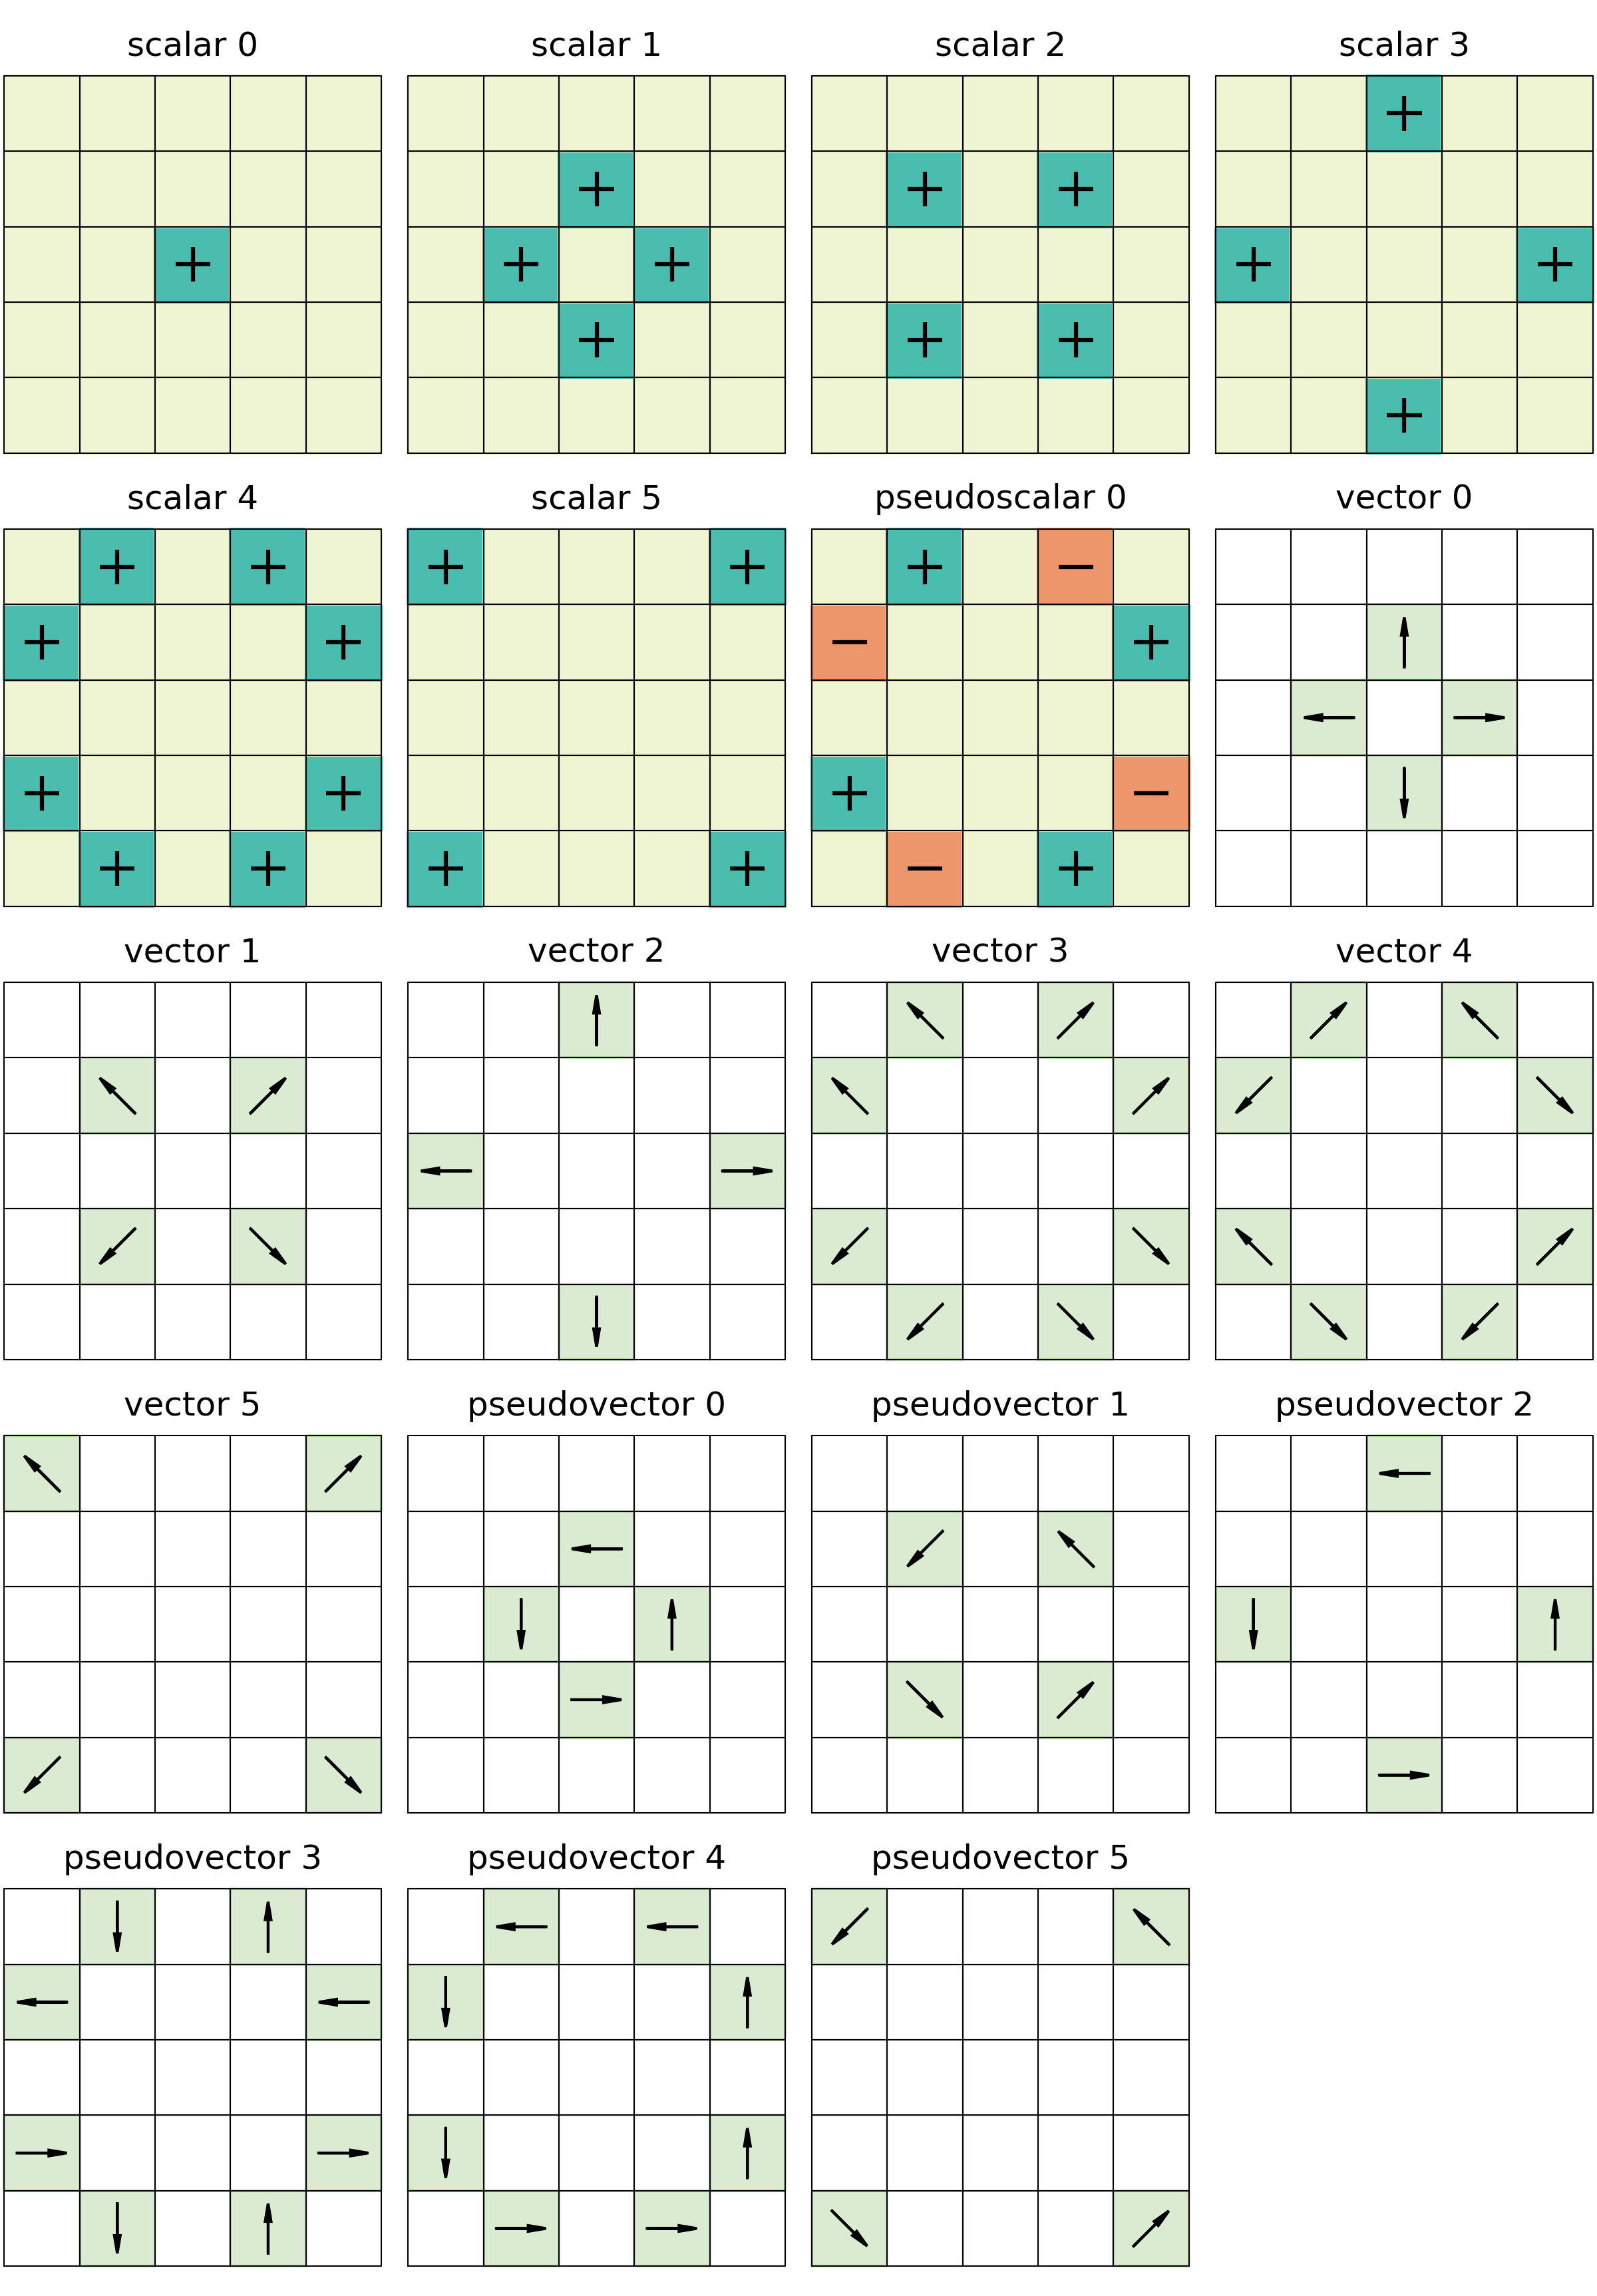 scalar 0
scalar 1
scalar 2
scalar 3
+
+
+
+
+
+
+
+
+
+
+
+
+
scalar 4
scalar 5
pseudoscalar 0
vector 0
+
+
+
+
+
−
+
+
−
+
+
+
+
−
+
+
+
+
−
+
vector 1
vector 2
vector 3
vector 4
vector 5
pseudovector 0
pseudovector 1
pseudovector 2
pseudovector 3
pseudovector 4
pseudovector 5